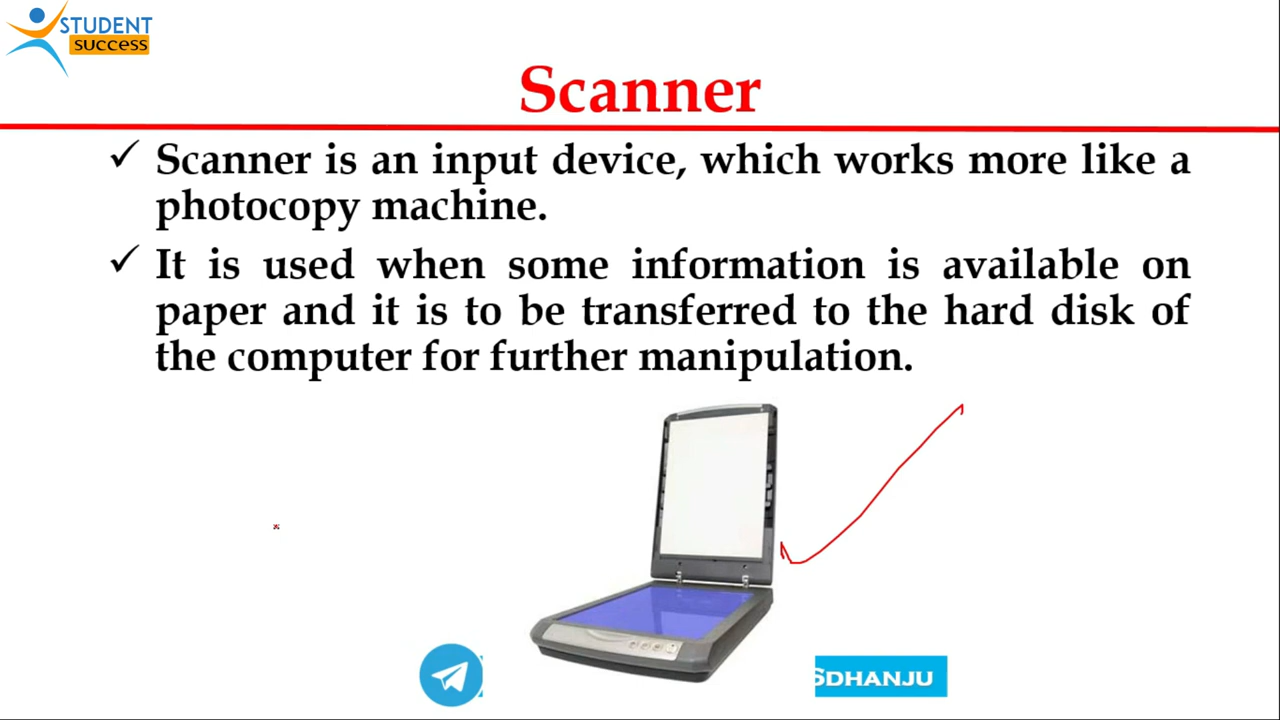 STUDENT
success
Scanner
✓ Scanner is an input device, which works more like a
photocopy machine.
✓ It is used when some information is available on
paper and it is to be transferred to the hard disk of
the computer for further manipulation.
SDHANJU